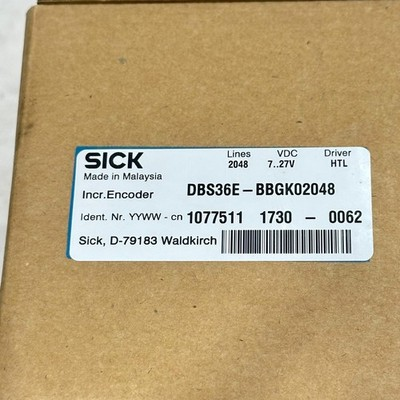 SICK
Lines VDC Driver
2048 7..27V HTL
Made in Malaysia
Incr.Encoder DBS36E-BBGK02048
Ident. Nr. YYWW - cn 1077511 1730 - 0062
Sick, D-79183 Waldkirch